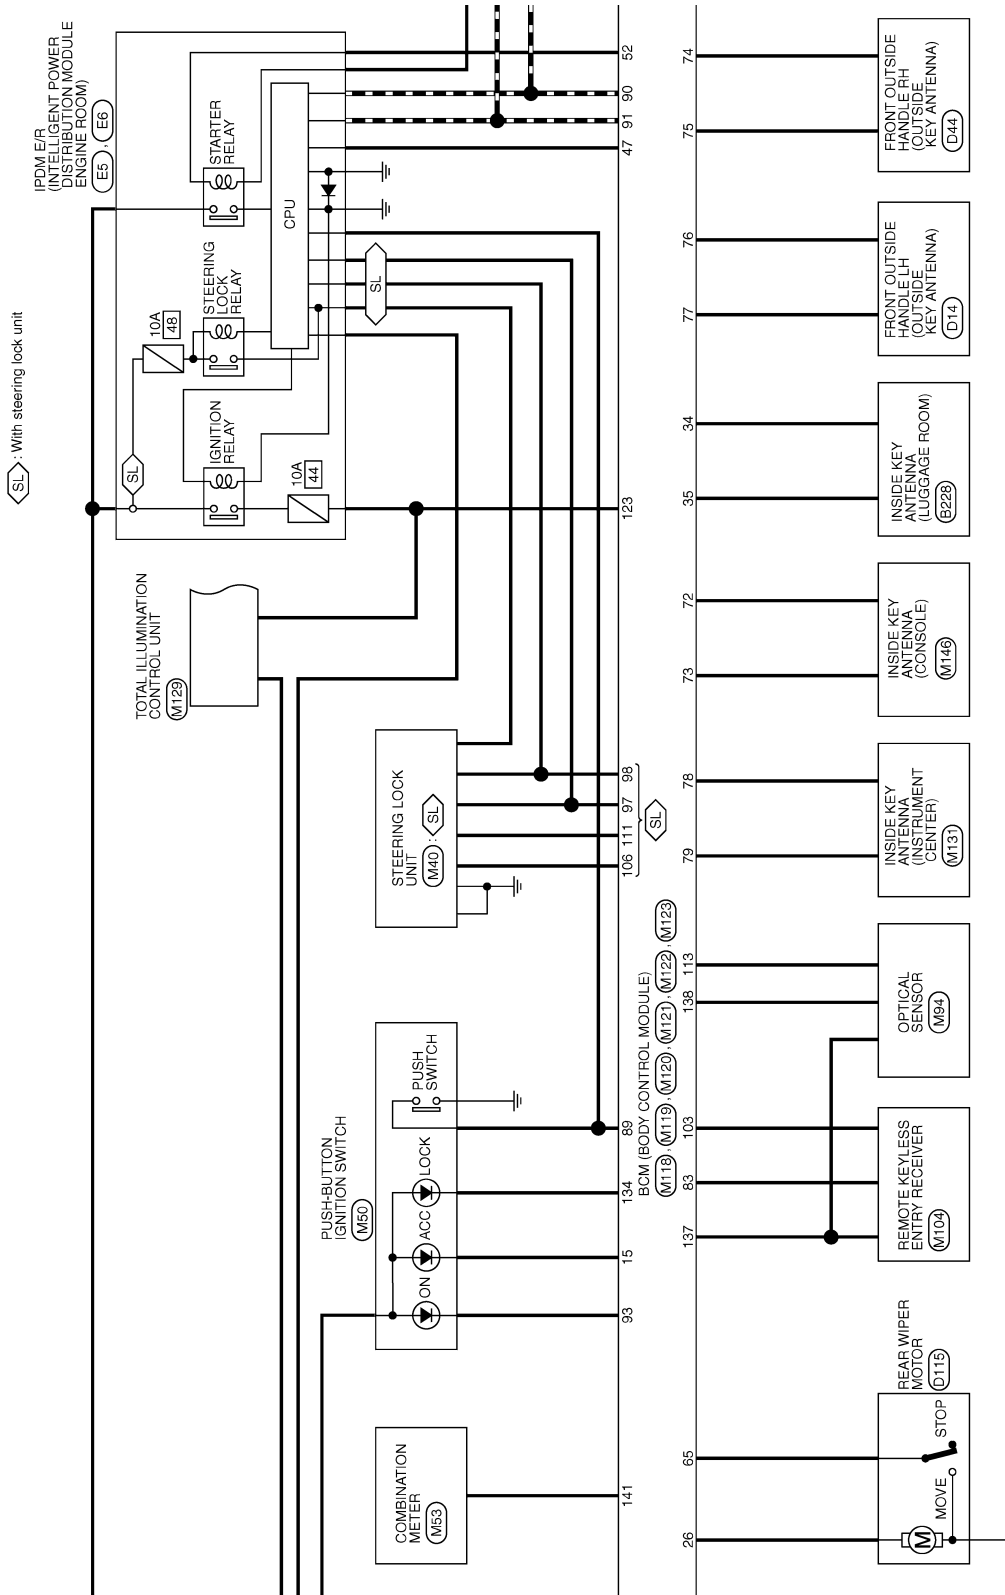 SL : With steering lock unit
IPDM E/R
(INTELLIGENT POWER
DISTRIBUTION MODULE
ENGINE ROOM)
E5 , E6
STARTER
RELAY
STEERING
LOCK
RELAY
IGNITION
RELAY
CPU
10A
48
10A
44
SL
SL
TOTAL ILLUMINATION
CONTROL UNIT
M129
STEERING LOCK
UNIT
M40 : SL
PUSH-BUTTON
IGNITION SWITCH
M50
PUSH
SWITCH
LOCK
ACC
ON
COMBINATION
METER
M53
141
93
15
134
89
106
111
97
98
SL
123
47
91
90
52
BCM (BODY CONTROL MODULE)
M118 , M119 , M120 , M121 , M122 , M123
26
65
137
83
103
138
113
79
78
73
72
35
34
77
76
75
74
REAR WIPER
MOTOR
D115
MOVE
STOP
M
REMOTE KEYLESS
ENTRY RECEIVER
M104
OPTICAL
SENSOR
M94
INSIDE KEY
ANTENNA
(INSTRUMENT
CENTER)
M131
INSIDE KEY
ANTENNA
(CONSOLE)
M146
INSIDE KEY
ANTENNA
(LUGGAGE ROOM)
B228
FRONT OUTSIDE
HANDLE LH
(OUTSIDE
KEY ANTENNA)
D14
FRONT OUTSIDE
HANDLE RH
(OUTSIDE
KEY ANTENNA)
D44